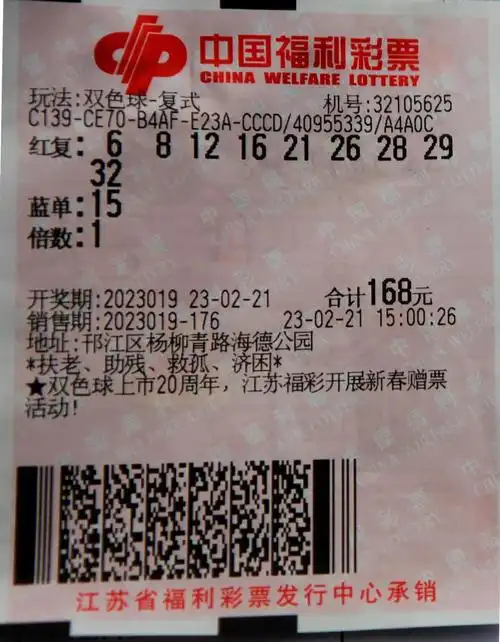 中国福利彩票
CHINA WELFARE LOTTERY
玩法:双色球-复式 机号:32105625
C139-CE70-B4AF-E23A-CCCD/40955339/A4A0C
红复: 6 8 12 16 21 26 28 29
32
蓝单:15
倍数:1
开奖期:2023019 23-02-21 合计168元
销售期:2023019-176 23-02-21 15:00:26
地址:邗江区杨柳青路海德公园
*扶老、助残、救孤、济困*
★双色球上市20周年，江苏福彩开展新春赠票
活动!
江苏省福利彩票发行中心承销